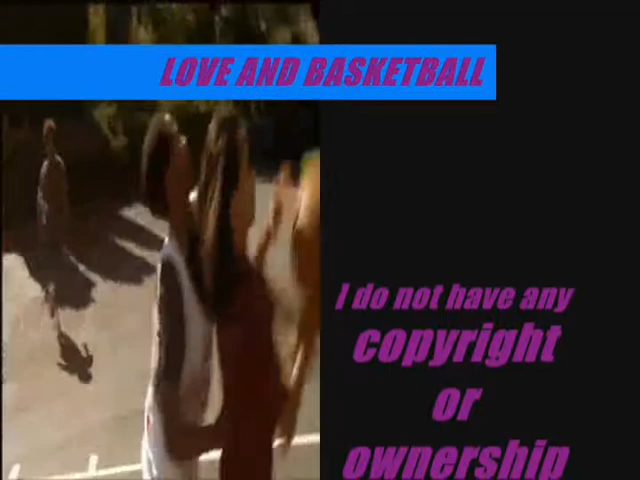 LOVE AND BASKETBALL
I do not have any
copyright
or
ownership